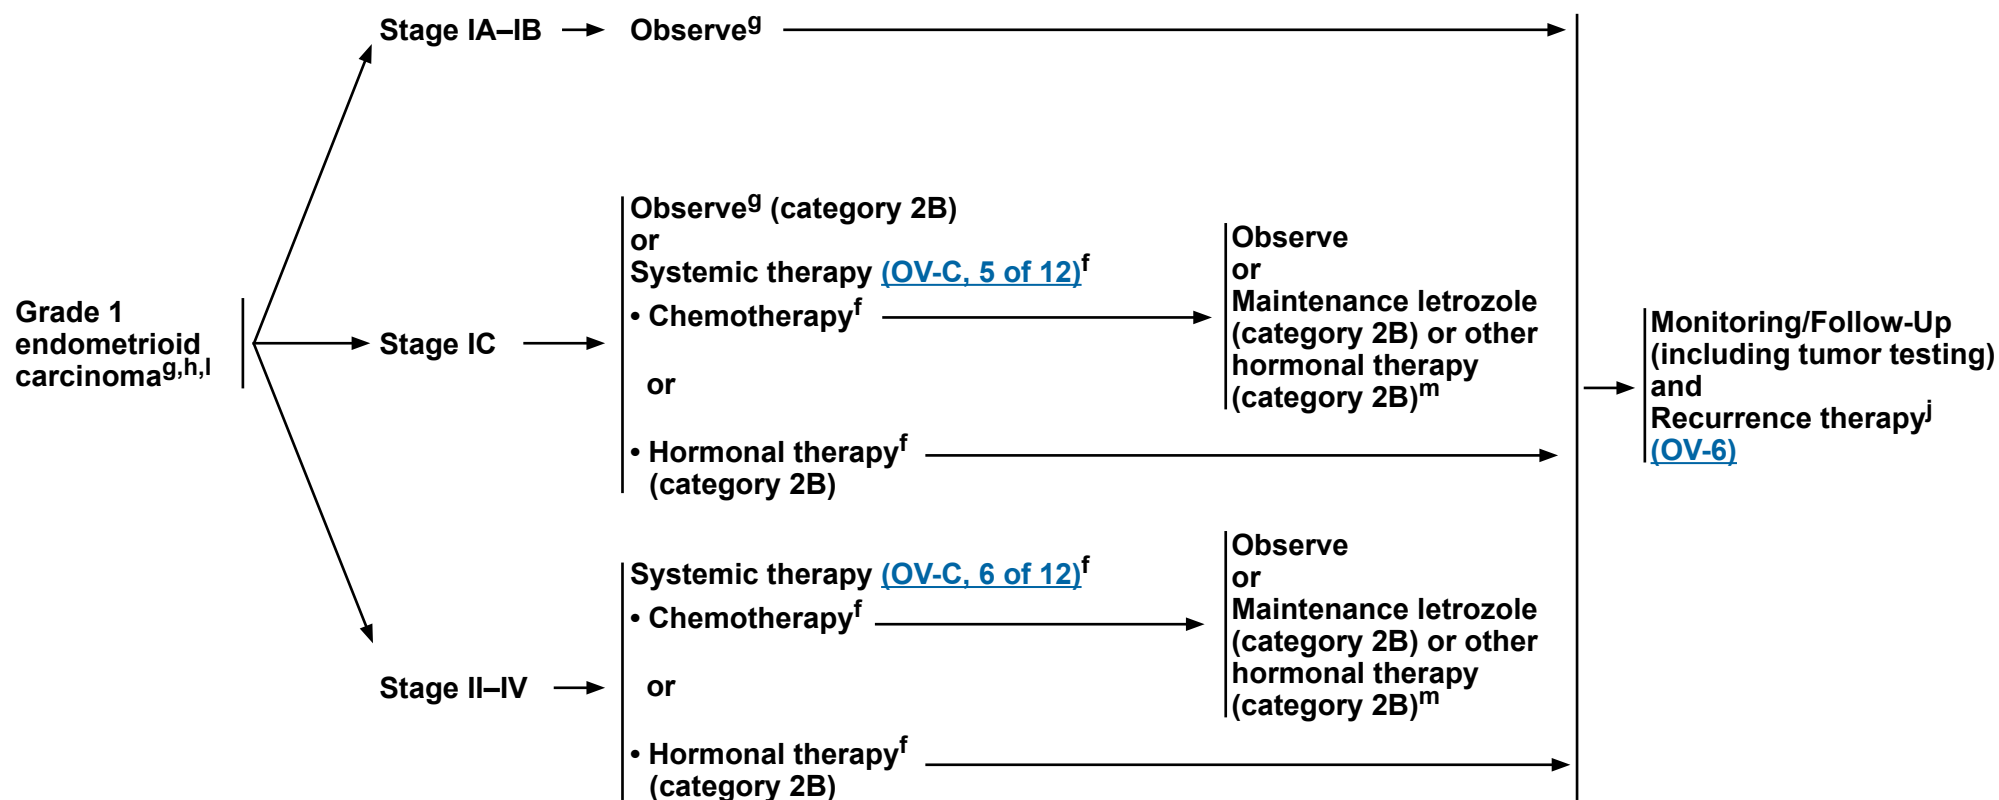 Stage IA–IB
Observeg
Grade 1
endometrioid
carcinomag,h,l
Stage IC
Observeg (category 2B)
or
Systemic therapy (OV-C, 5 of 12)f
• Chemotherapyf
or
• Hormonal therapyf
(category 2B)
Observe
or
Maintenance letrozole
(category 2B) or other
hormonal therapy
(category 2B)m
Stage II–IV
Systemic therapy (OV-C, 6 of 12)f
• Chemotherapyf
or
• Hormonal therapyf
(category 2B)
Observe
or
Maintenance letrozole
(category 2B) or other
hormonal therapy
(category 2B)m
Monitoring/Follow-Up
(including tumor testing)
and
Recurrence therapyj
(OV-6)